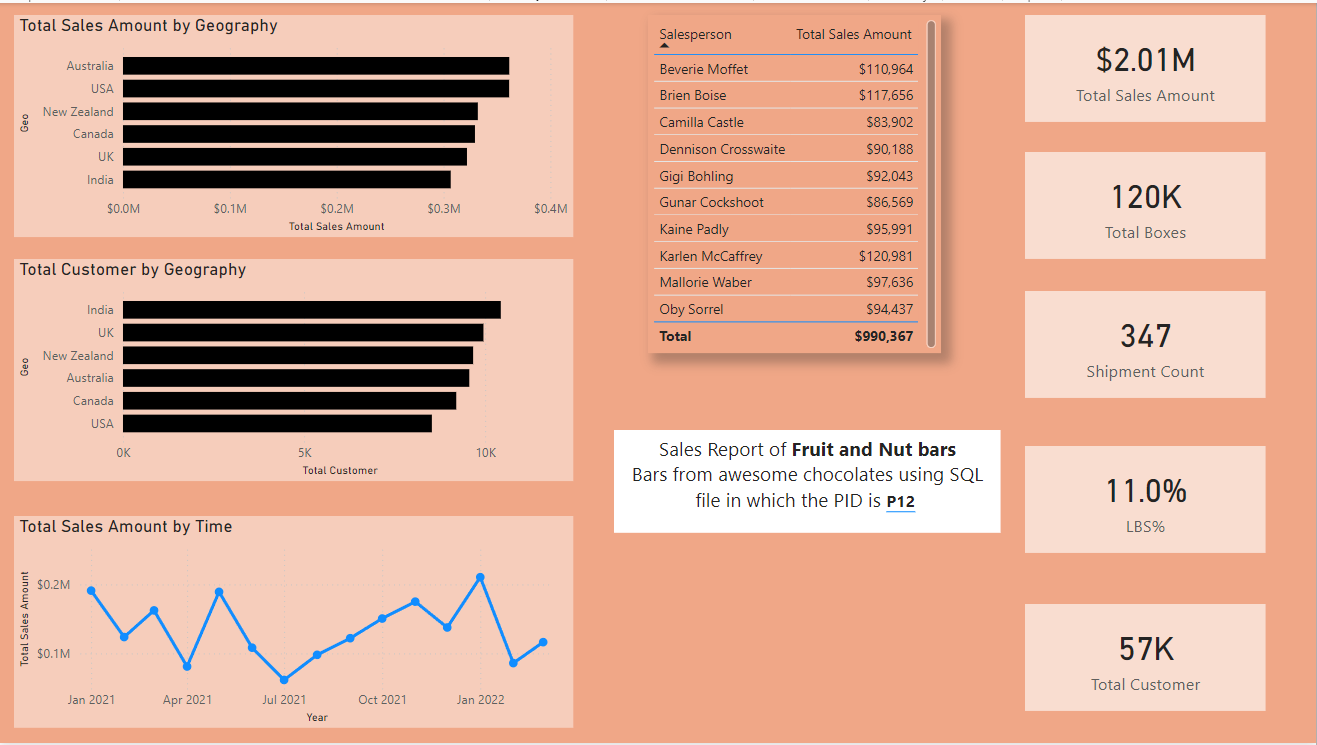 Total Sales Amount by Geography
Geo
Australia
USA
New Zealand
Canada
UK
India
$0.0M $0.1M $0.2M $0.3M $0.4M
Total Sales Amount
Total Customer by Geography
Geo
India
UK
New Zealand
Australia
Canada
USA
0K 5K 10K
Total Customer
Total Sales Amount by Time
Total Sales Amount
$0.2M
$0.1M
Jan 2021 Apr 2021 Jul 2021 Oct 2021 Jan 2022
Year
Salesperson Total Sales Amount
Beverie Moffet $110,964
Brien Boise $117,656
Camilla Castle $83,902
Dennison Crosswaite $90,188
Gigi Bohling $92,043
Gunar Cockshoot $86,569
Kaine Padly $95,991
Karlen McCaffrey $120,981
Mallorie Waber $97,636
Oby Sorrel $94,437
Total $990,367
Sales Report of Fruit and Nut bars
Bars from awesome chocolates using SQL
file in which the PID is P12
$2.01M
Total Sales Amount
120K
Total Boxes
347
Shipment Count
11.0%
LBS%
57K
Total Customer